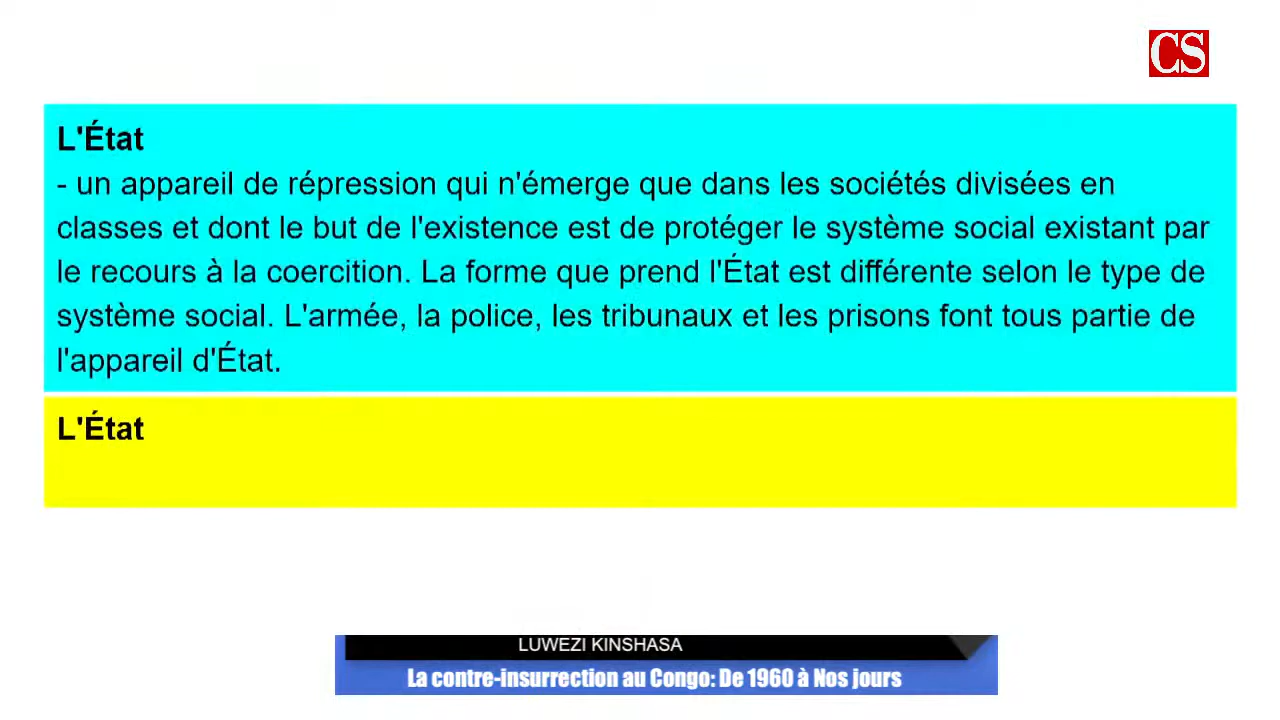 CS
L'État
- un appareil de répression qui n'émerge que dans les sociétés divisées en
classes et dont le but de l'existence est de protéger le système social existant par
le recours à la coercition. La forme que prend l'État est différente selon le type de
système social. L'armée, la police, les tribunaux et les prisons font tous partie de
l'appareil d'État.
L'État
LUWEZI KINSHASA
La contre-insurrection au Congo: De 1960 à Nos jours